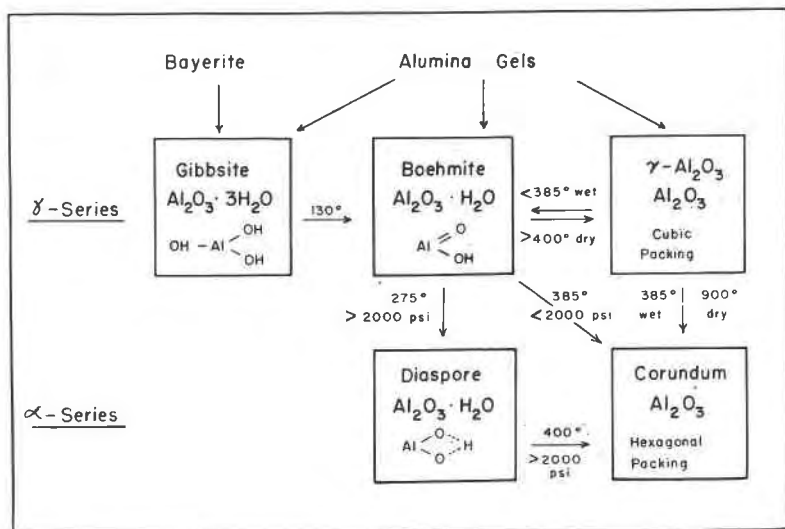 Bayerite Alumina Gels
Gibbsite
Al₂O₃· 3H₂O
OH
OH – Al
OH
Boehmite
Al₂O₃ · H₂O
O
Al
OH
γ-Al₂O₃
Al₂O₃
Cubic
Packing
γ-Series
130°
<385° wet
>400° dry
275°
> 2000 psi
385°
<2000 psi
385° 900°
wet dry
Diaspore
Al₂O₃ · H₂O
O
Al H
O
Corundum
Al₂O₃
Hexagonal
Packing
α-Series
400°
>2000
psi